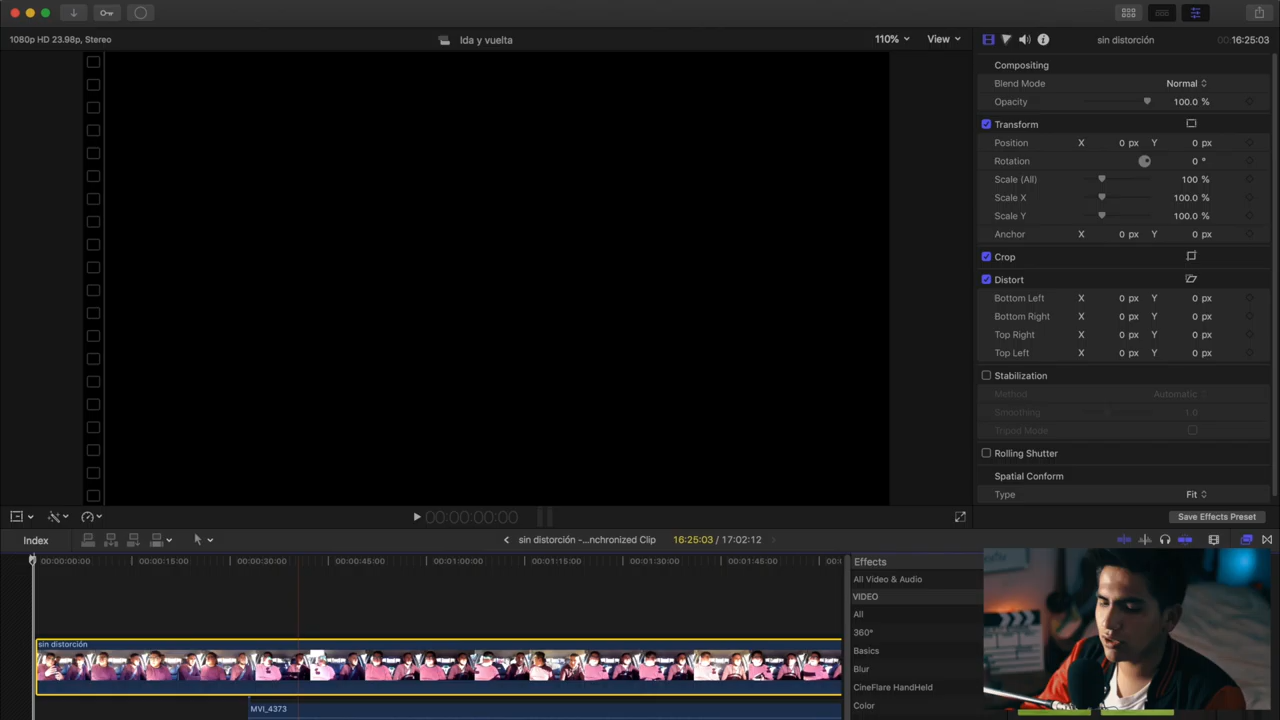 1080p HD 23.98p, Stereo
Ida y vuelta
110%
View
sin distorción
00:16:25:03
Compositing
Blend Mode Normal
Opacity 100.0 %
Transform
Position X 0 px Y 0 px
Rotation 0 °
Scale (All) 100 %
Scale X 100.0 %
Scale Y 100.0 %
Anchor X 0 px Y 0 px
Crop
Distort
Bottom Left X 0 px Y 0 px
Bottom Right X 0 px Y 0 px
Top Right X 0 px Y 0 px
Top Left X 0 px Y 0 px
Stabilization
Method Automatic
Smoothing 1.0
Tripod Mode
Rolling Shutter
Spatial Conform
Type Fit
Save Effects Preset
00:00:00:00
Index
sin distorción -...nchronized Clip
16:25:03 / 17:02:12
00:00:00:00 00:00:15:00 00:00:30:00 00:00:45:00 00:01:00:00 00:01:15:00 00:01:30:00 00:01:45:00
sin distorción
MVI_4373
Effects
All Video & Audio
VIDEO
All
360°
Basics
Blur
CineFlare HandHeld
Color